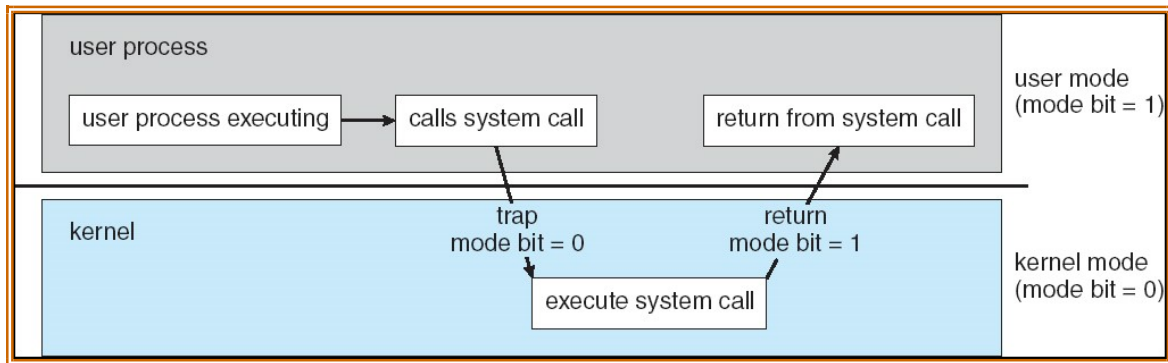 user process
user process executing
calls system call
return from system call
user mode
(mode bit = 1)
kernel
trap
mode bit = 0
return
mode bit = 1
execute system call
kernel mode
(mode bit = 0)